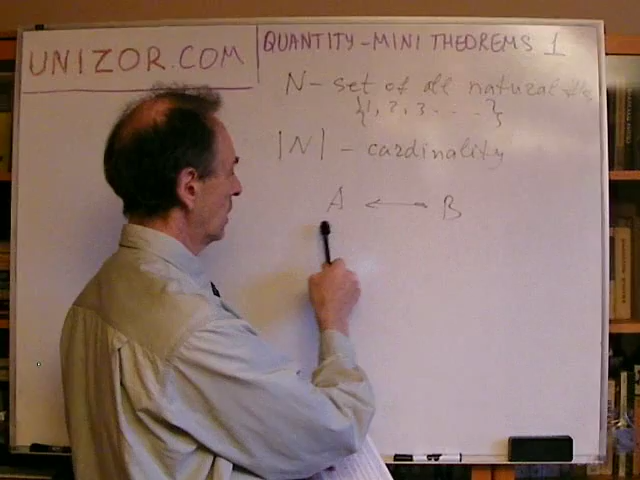 UNIZOR.COM
QUANTITY-MINI THEOREMS 1
N - set of all natural #s
{1, 2, 3 . . . . }
|N| - cardinality
A ↔ B